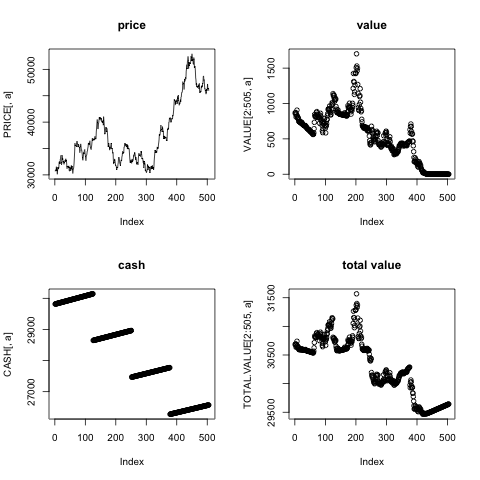 price
PRICE[, a]
30000 40000 50000
0 100 200 300 400 500
Index
value
VALUE[2:505, a]
0 500 1000 1500
0 100 200 300 400 500
Index
cash
CASH[, a]
27000 29000
0 100 200 300 400 500
Index
total value
TOTAL.VALUE[2:505, a]
29500 30500 31500
0 100 200 300 400 500
Index